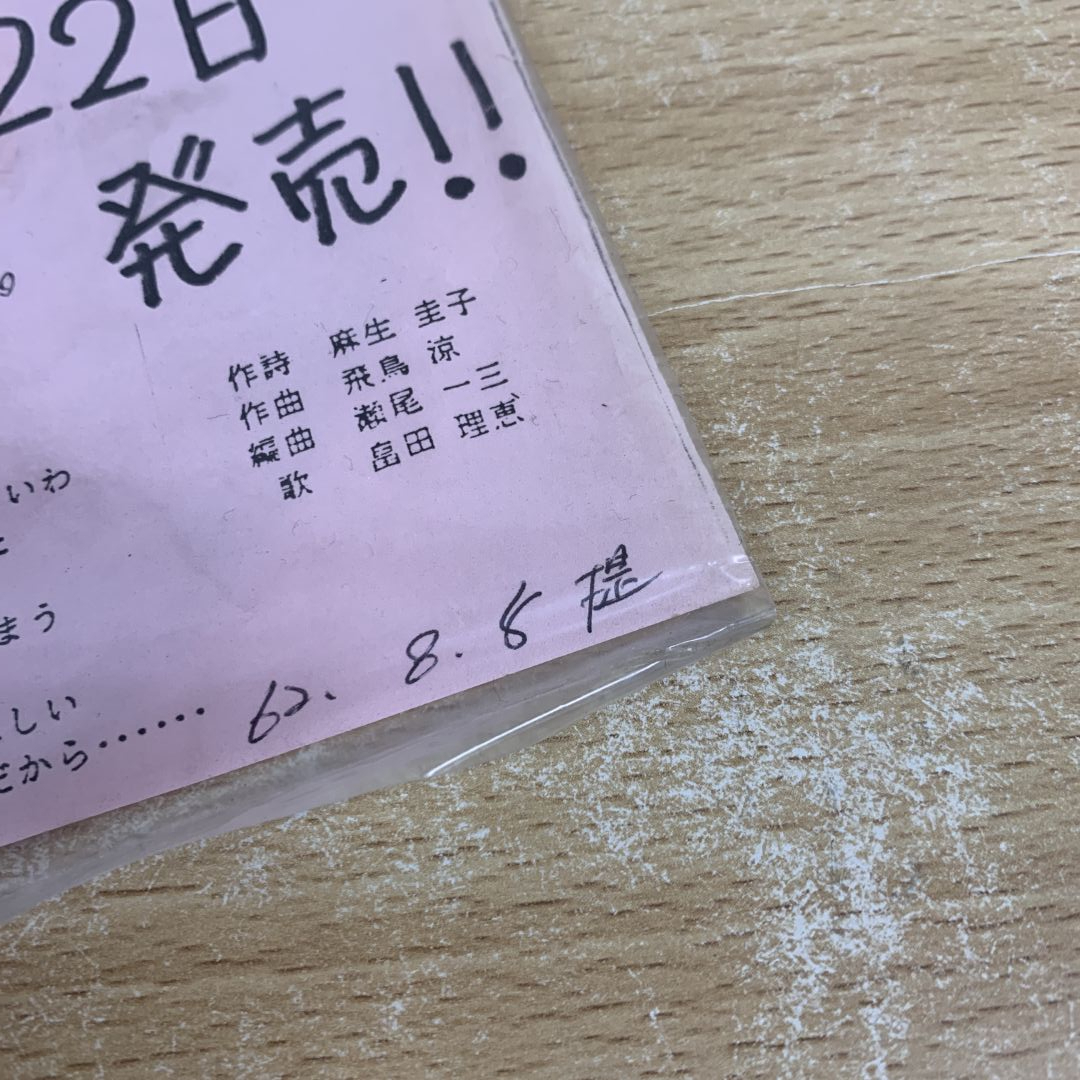 22日
発売!!
作詩 麻生 圭子
作曲 飛鳥 涼
編曲 瀬尾 一三
歌 畠田 理恵
いわ
まう
しい
だから……
62. 8. 8 提